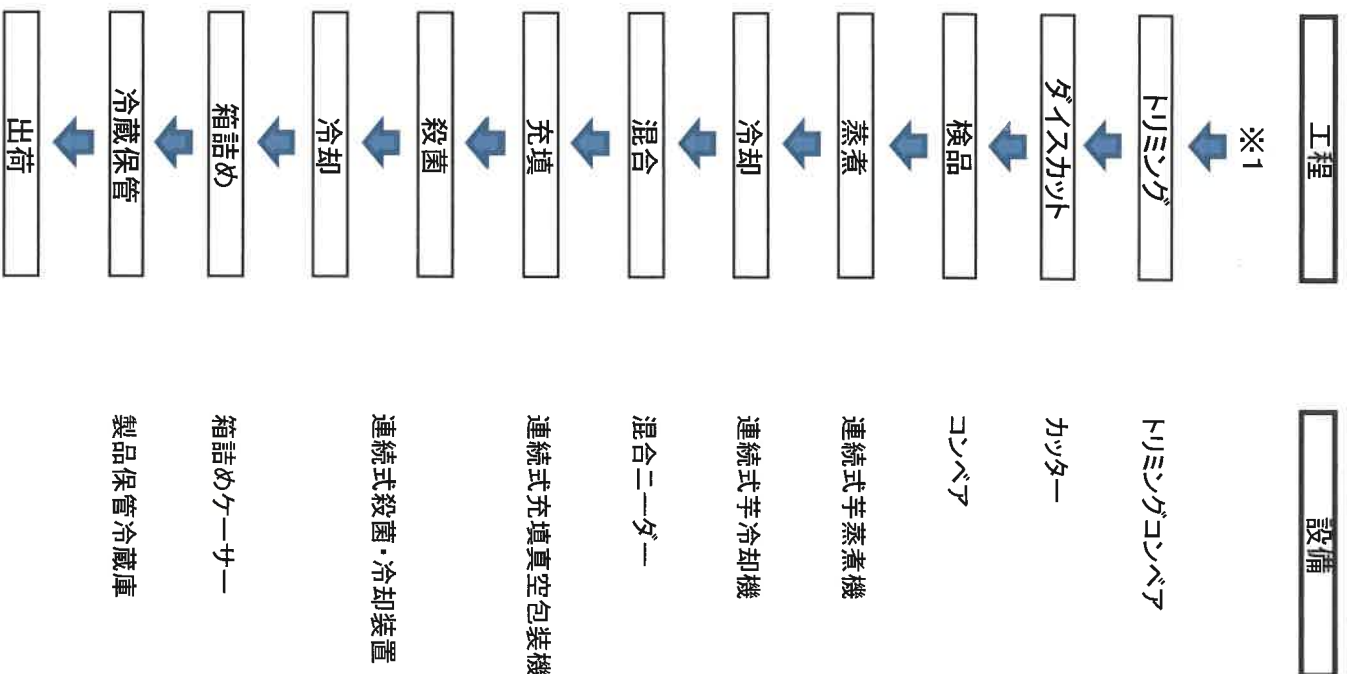 工程
設備
※1
トリミング
トリミングコンベア
ダイスカット
カッター
検品
コンベア
蒸煮
連続式芋蒸煮機
冷却
連続式芋冷却機
混合
混合ニーダー
充填
連続式充填真空包装機
殺菌
冷却
連続式殺菌・冷却装置
箱詰め
箱詰めケーサー
冷蔵保管
製品保管冷蔵庫
出荷